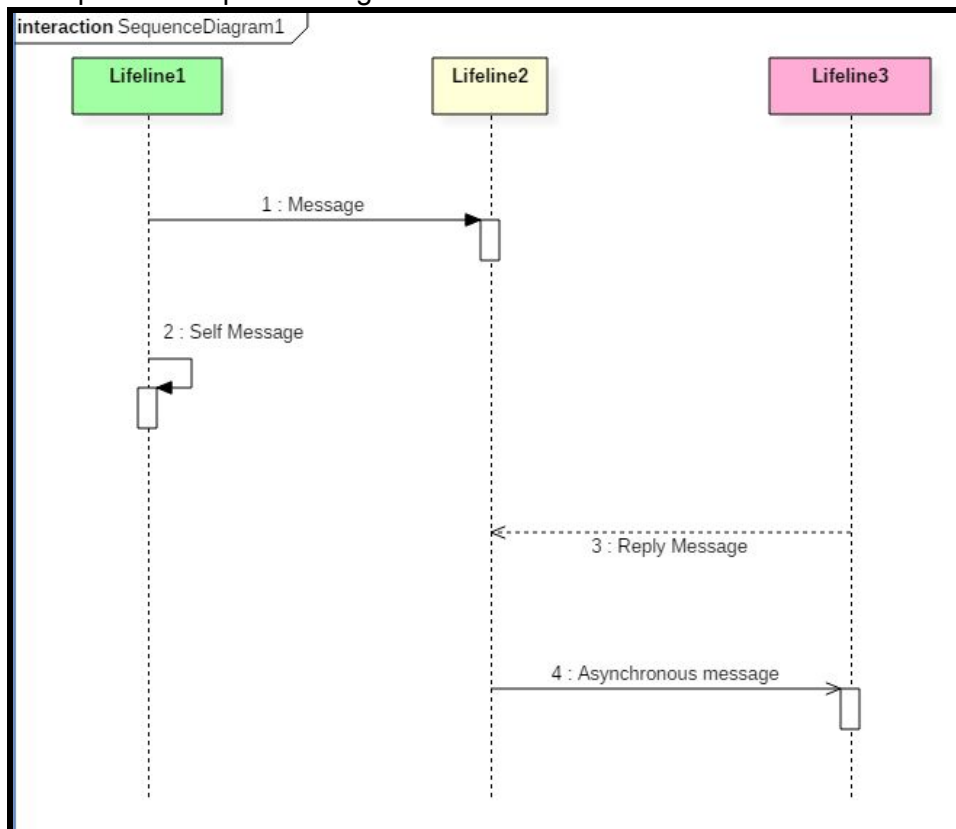 interaction SequenceDiagram1
Lifeline1
Lifeline2
Lifeline3
1 : Message
2 : Self Message
3 : Reply Message
4 : Asynchronous message